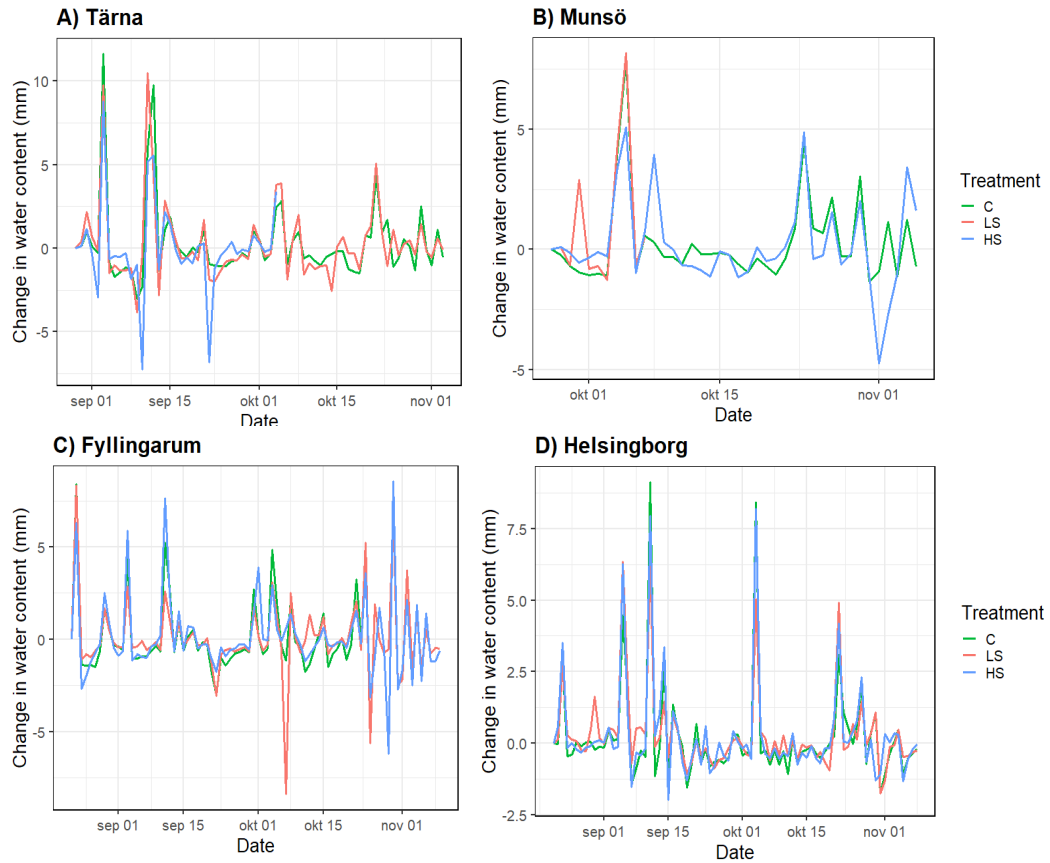 A) Tärna
Change in water content (mm)
10
5
0
-5
sep 01 sep 15 okt 01 okt 15 nov 01
Date
B) Munsö
Change in water content (mm)
5
0
-5
okt 01 okt 15 nov 01
Date
Treatment
C
LS
HS
C) Fyllingarum
Change in water content (mm)
5
0
-5
sep 01 sep 15 okt 01 okt 15 nov 01
Date
D) Helsingborg
Change in water content (mm)
7.5
5.0
2.5
0.0
-2.5
sep 01 sep 15 okt 01 okt 15 nov 01
Date
Treatment
C
LS
HS